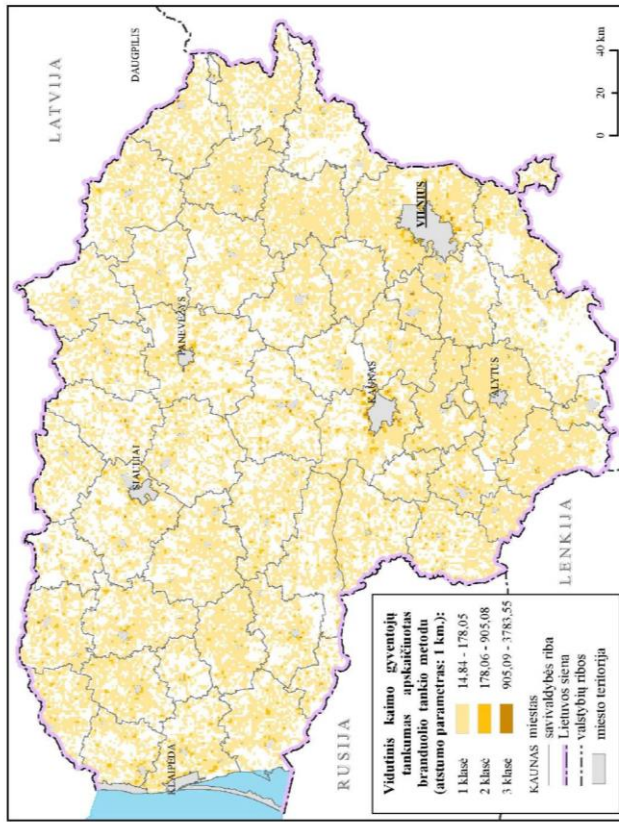 LATVIJA
DAUGPILIS
ŠIAULIAI
PANEVĖŽYS
KLAIPĖDA
KAUNAS
VILNIUS
ALYTUS
RUSIJA
LENKIJA
Vidutinis kaimo gyventojų
tankumas apskaičiuotas
branduolio tankio metodu
(atstumo parametras: 1 km.):
1 klasė 14,84 - 178,05
2 klasė 178,06 - 905,08
3 klasė 905,09 - 3783,55
KAUNAS miestas
savivaldybės riba
Lietuvos siena
valstybių ribos
miesto teritorija
0 20 40 km